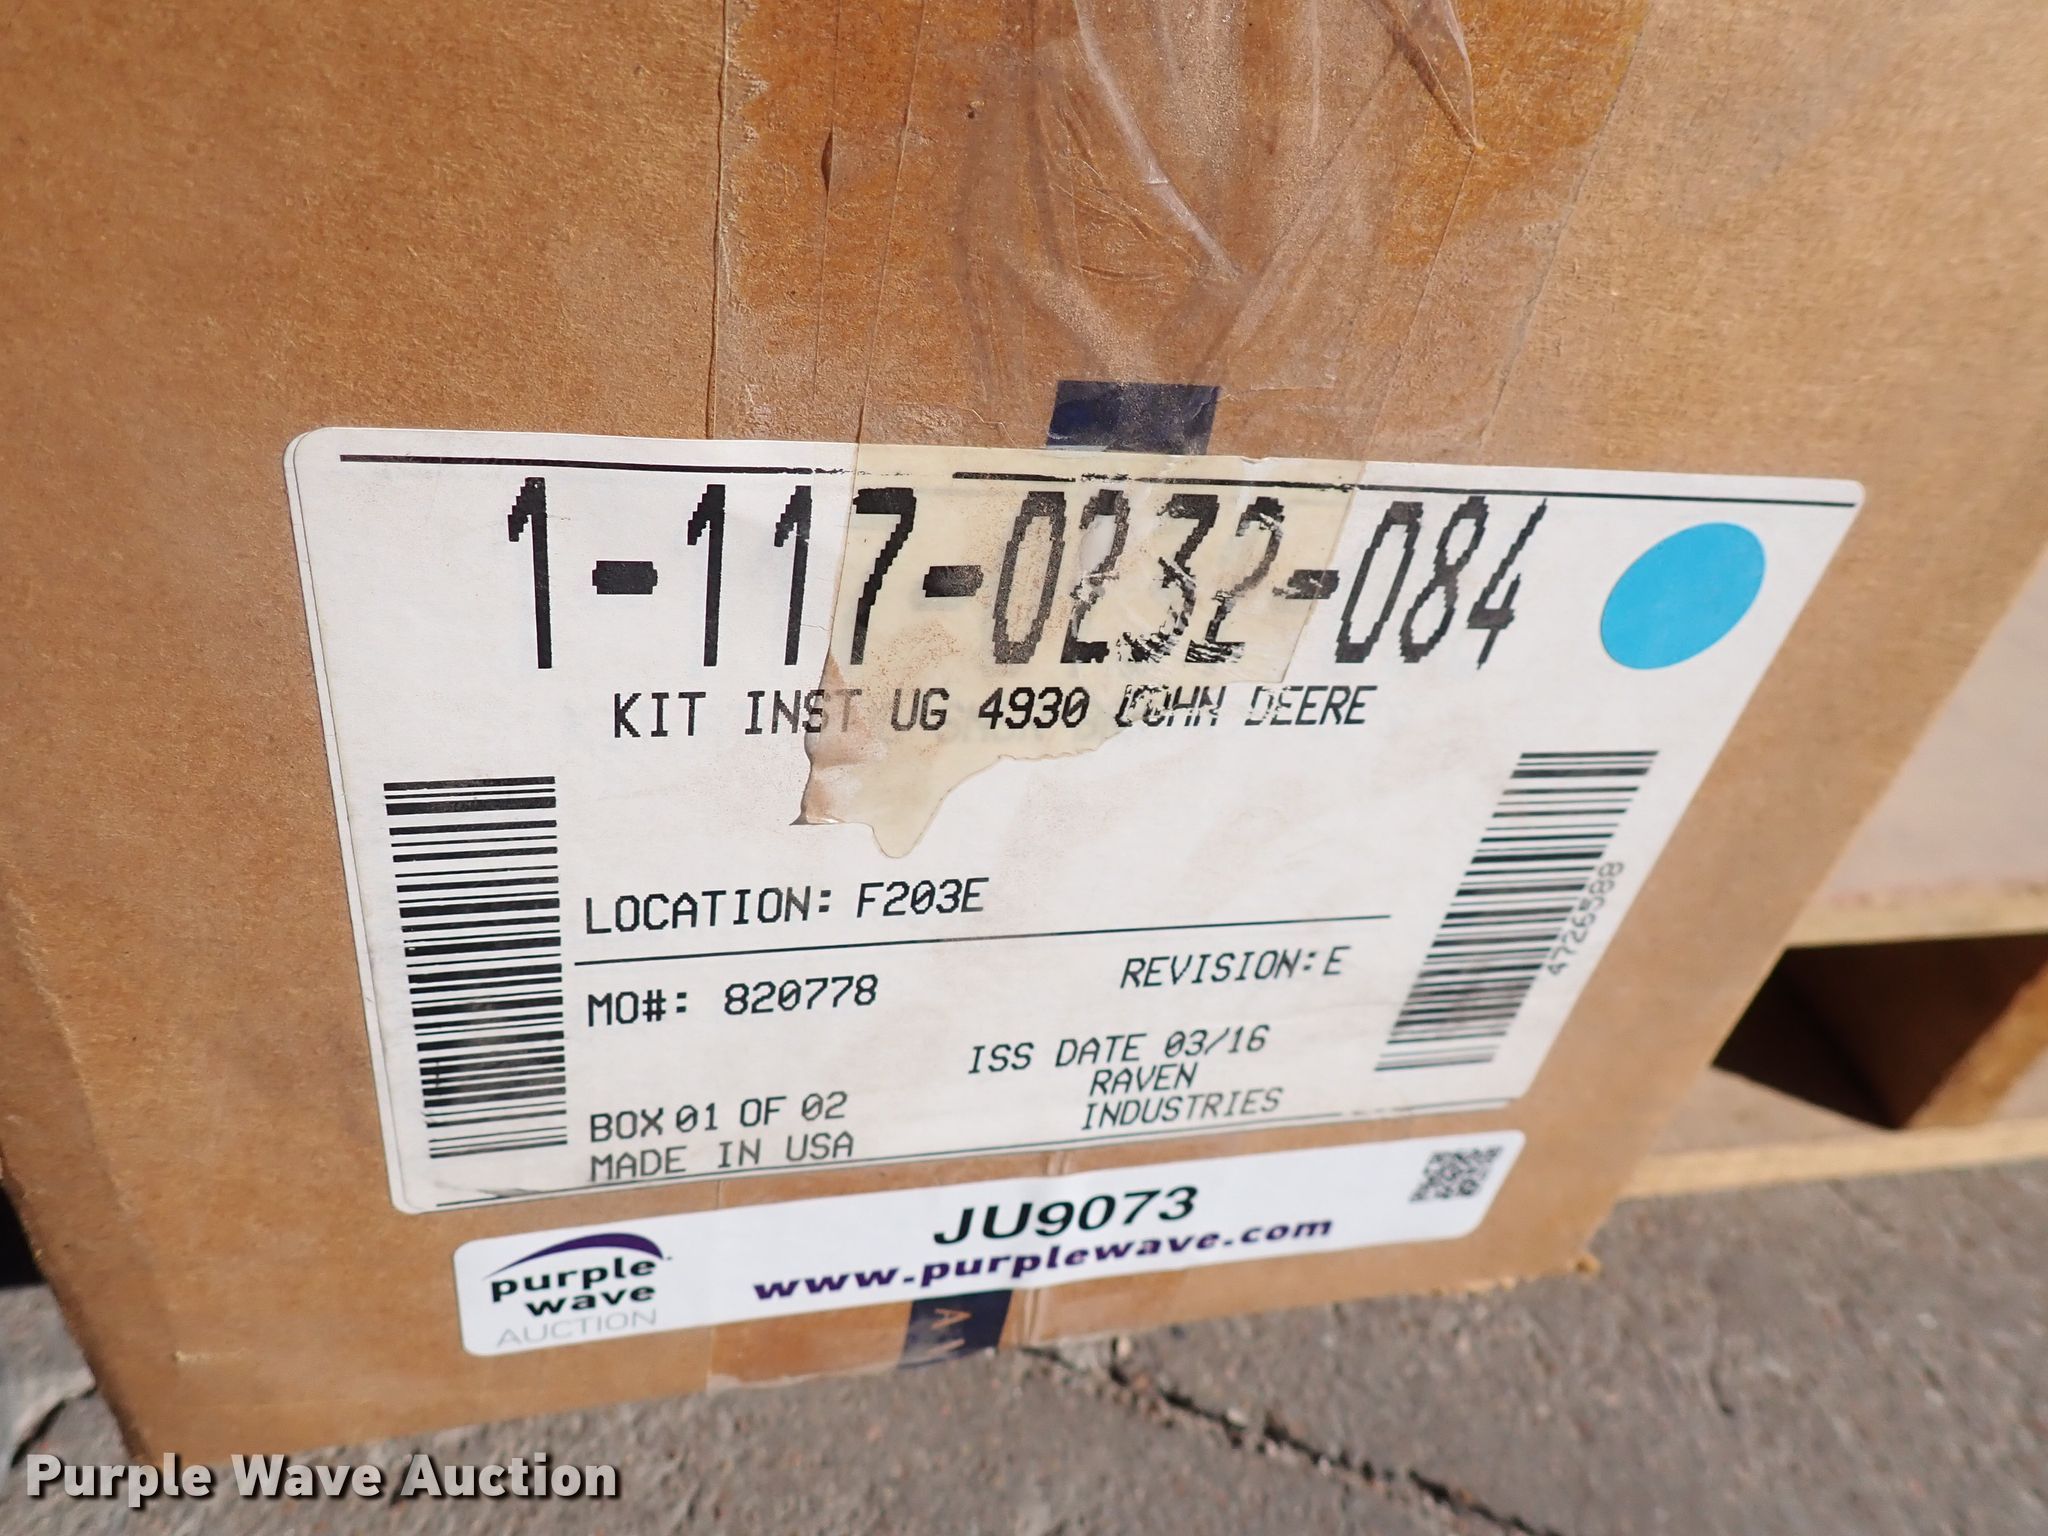 1-117-0232-084
KIT INST UG 4930 JOHN DEERE
LOCATION: F203E
MO#: 820778
REVISION: E
ISS DATE 03/16
RAVEN
INDUSTRIES
BOX 01 OF 02
MADE IN USA
4726588
JU9073
www.purplewave.com
purple
wave
AUCTION
Purple Wave Auction